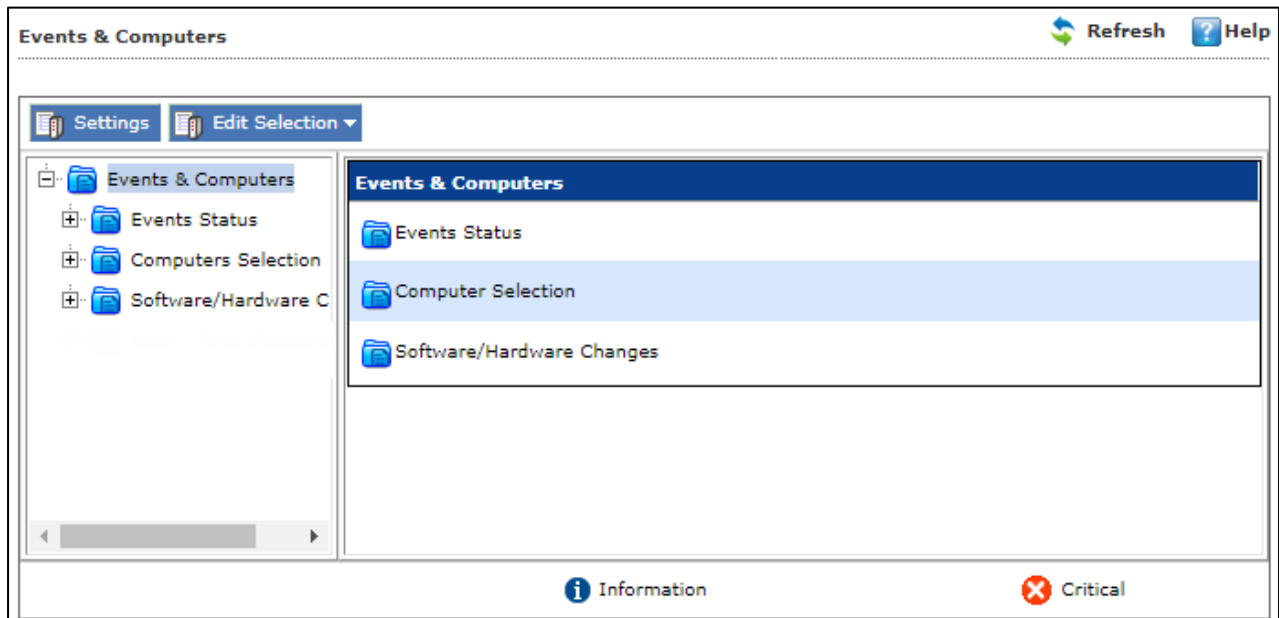 Events & Computers
Refresh
Help
Settings
Edit Selection
Events & Computers
Events Status
Computers Selection
Software/Hardware C
Events & Computers
Events Status
Computer Selection
Software/Hardware Changes
Information
Critical